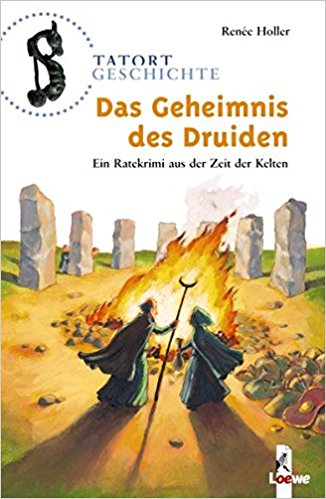 Renée Holler
TATORT
GESCHICHTE
Das Geheimnis
des Druiden
Ein Ratekrimi aus der Zeit der Kelten
Loewe